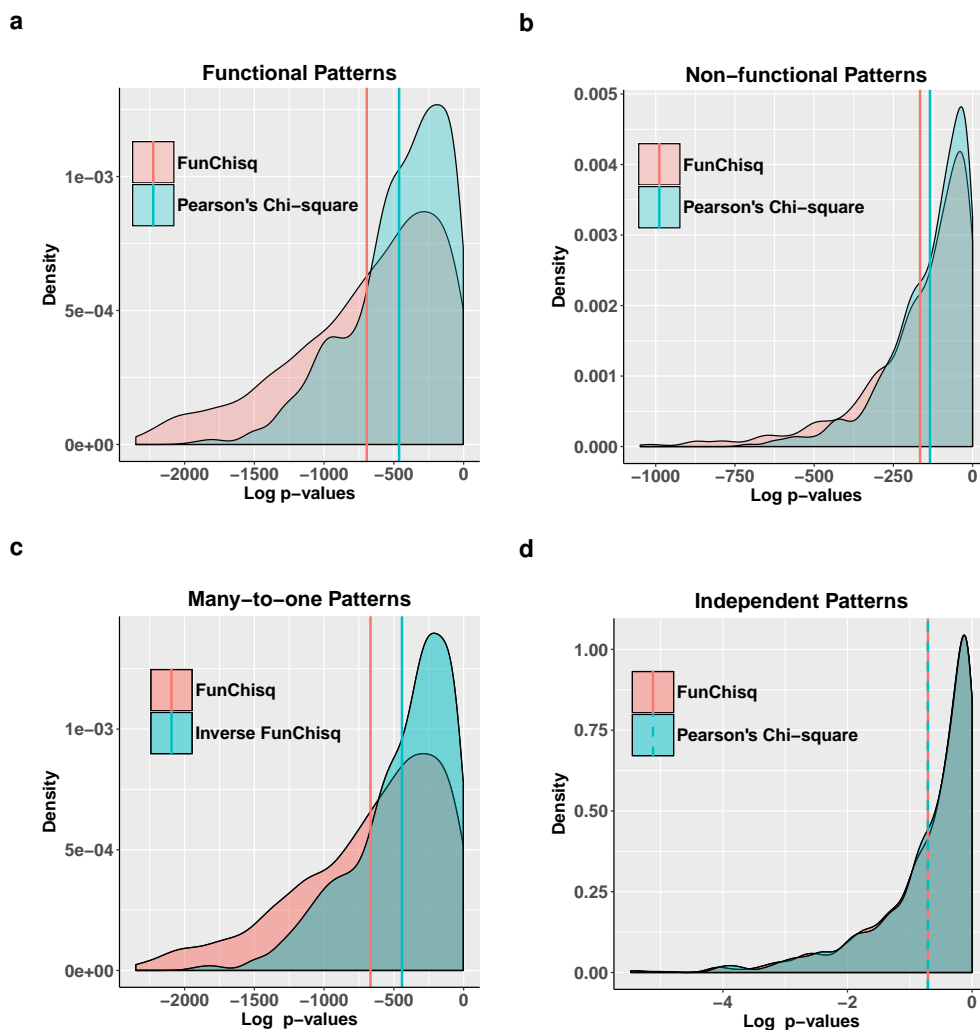 a
Functional Patterns
FunChisq
Pearson's Chi-square
1e−03
5e−04
0e+00
Density
−2000
−1500
−1000
−500
0
Log p−values
b
Non−functional Patterns
FunChisq
Pearson's Chi−square
0.005
0.004
0.003
0.002
0.001
0.000
Density
−1000
−750
−500
−250
0
Log p−values
c
Many−to−one Patterns
FunChisq
Inverse FunChisq
1e−03
5e−04
0e+00
Density
−2000
−1500
−1000
−500
0
Log p−values
d
Independent Patterns
FunChisq
Pearson's Chi−square
1.00
0.75
0.50
0.25
0.00
Density
−4
−2
0
Log p−values